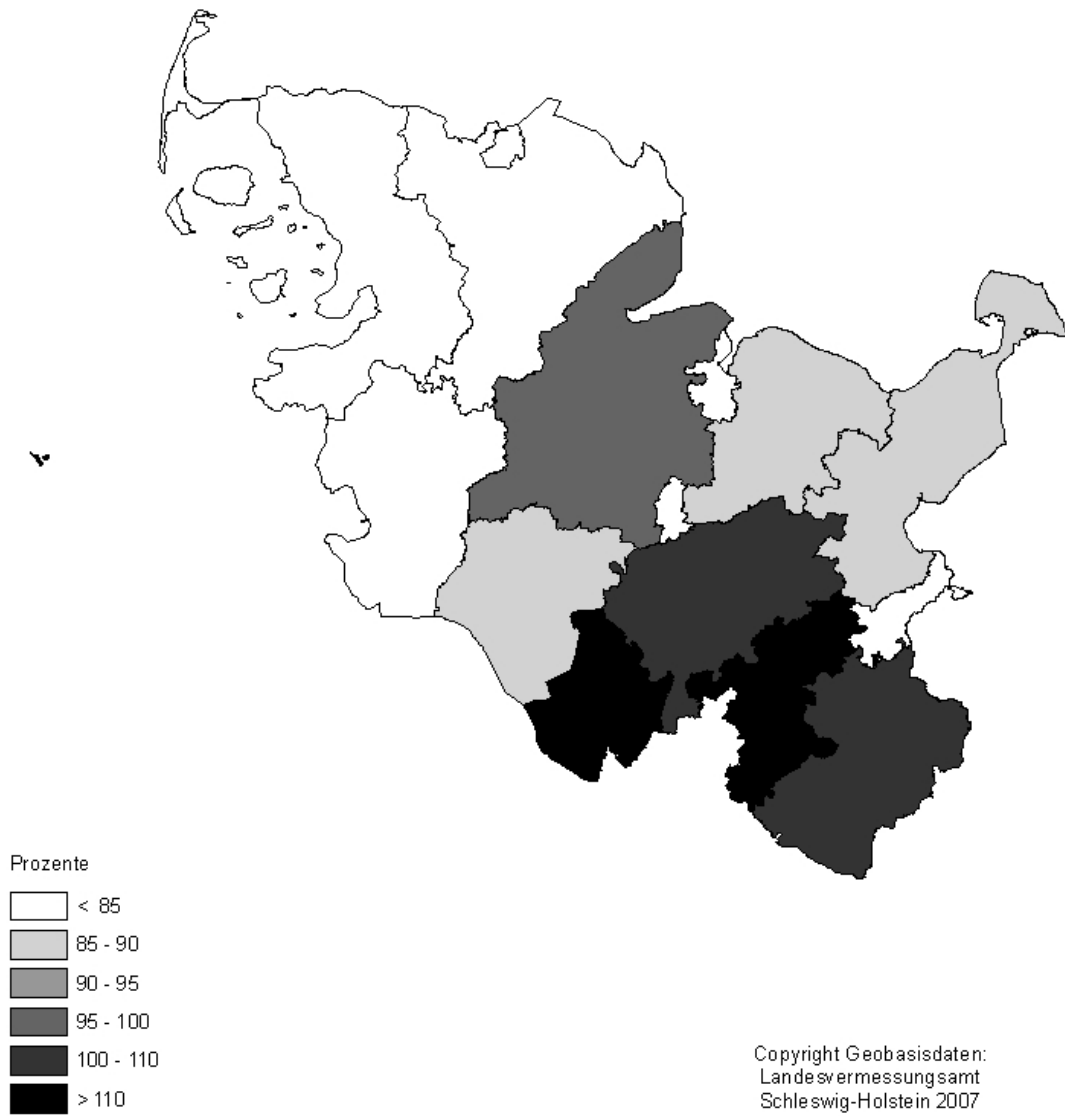 Prozente
< 85
85 - 90
90 - 95
95 - 100
100 - 110
> 110
Copyright Geobasisdaten:
Landesvermessungsamt
Schleswig-Holstein 2007